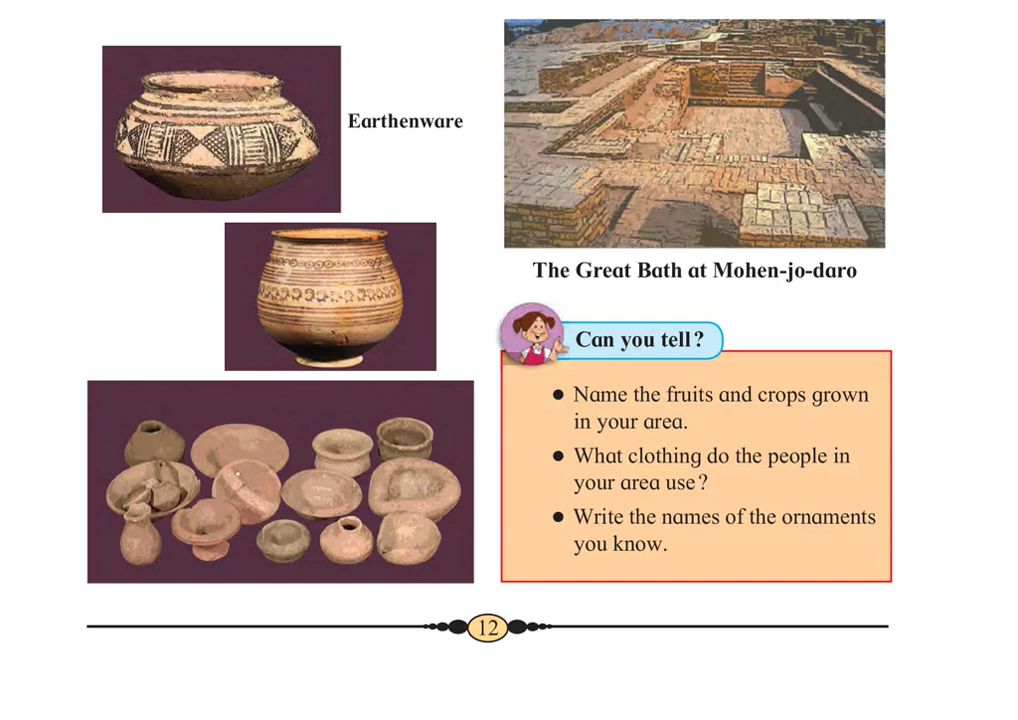 Earthenware
The Great Bath at Mohen-jo-daro
Can you tell?
● Name the fruits and crops grown
in your area.
● What clothing do the people in
your area use?
● Write the names of the ornaments
you know.
12